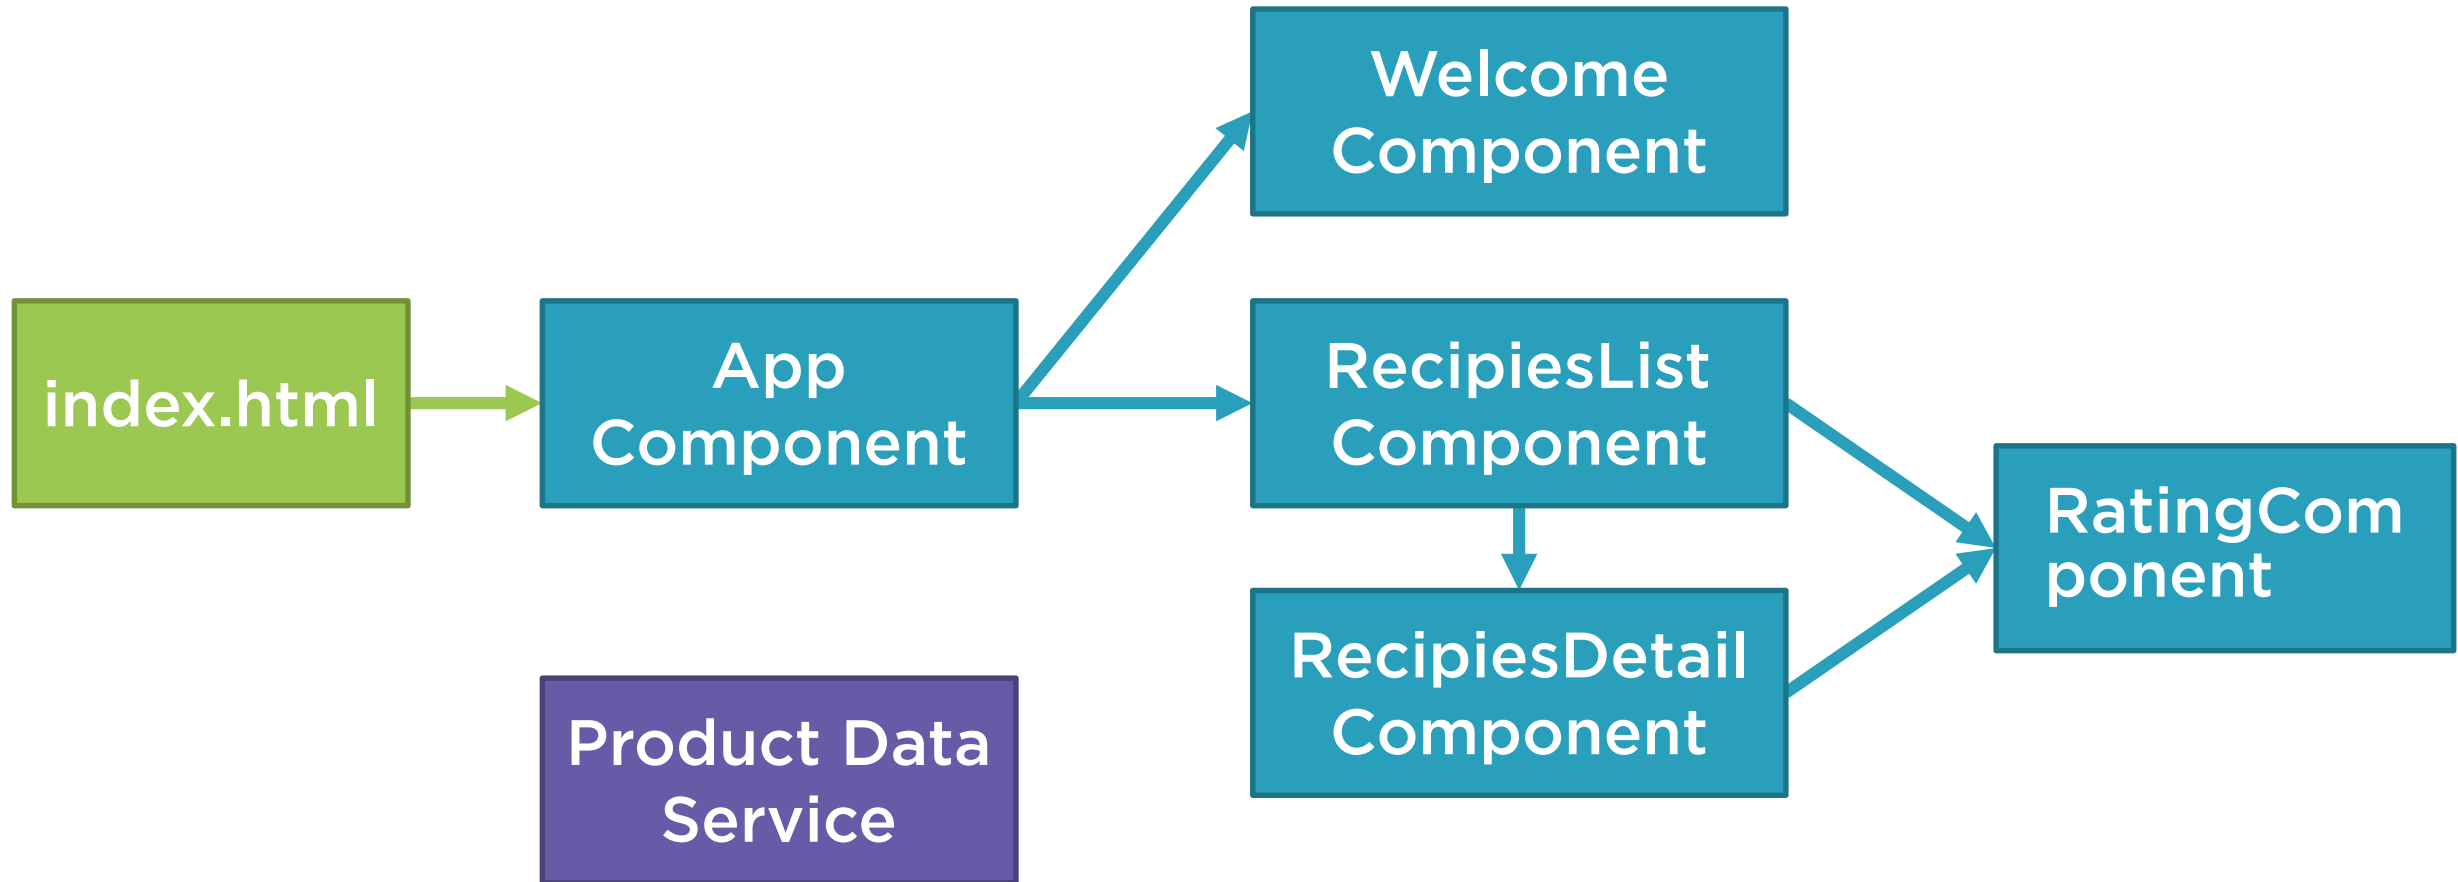 Welcome
Component
index.html
App
Component
RecipiesList
Component
RatingCom
ponent
RecipiesDetail
Component
Product Data
Service